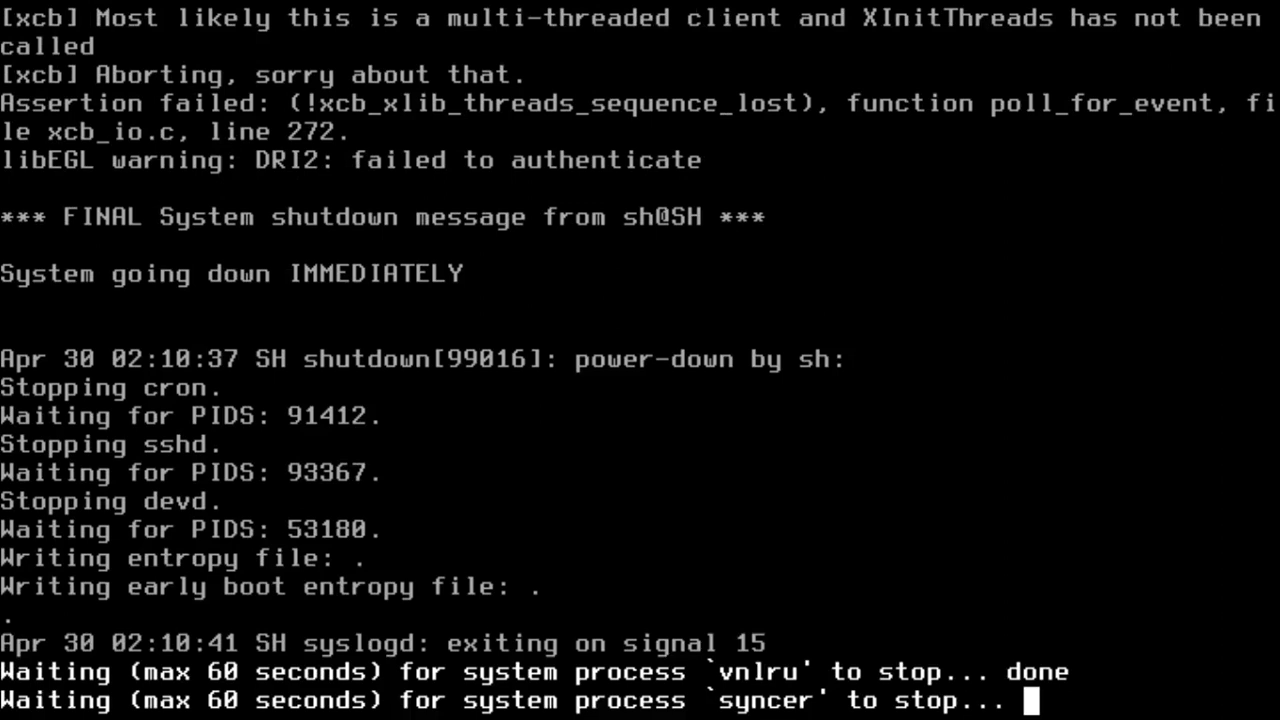 [xcb] Most likely this is a multi-threaded client and XInitThreads has not been
called
[xcb] Aborting, sorry about that.
Assertion failed: (!xcb_xlib_threads_sequence_lost), function poll_for_event, fi
le xcb_io.c, line 272.
libEGL warning: DRI2: failed to authenticate
*** FINAL System shutdown message from sh@SH ***
System going down IMMEDIATELY
Apr 30 02:10:37 SH shutdown[99016]: power-down by sh:
Stopping cron.
Waiting for PIDS: 91412.
Stopping sshd.
Waiting for PIDS: 93367.
Stopping devd.
Waiting for PIDS: 53180.
Writing entropy file: .
Writing early boot entropy file: .
.
Apr 30 02:10:41 SH syslogd: exiting on signal 15
Waiting (max 60 seconds) for system process `vnlru' to stop... done
Waiting (max 60 seconds) for system process `syncer' to stop...